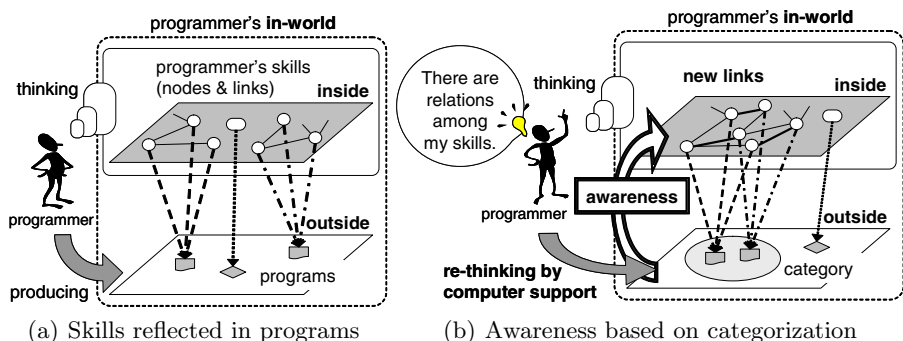 programmer's in-world
thinking
programmer's skills
(nodes & links)
inside
programmer
outside
programs
producing
(a) Skills reflected in programs
programmer's in-world
There are
relations
among
my skills.
thinking
new links
inside
programmer
awareness
outside
category
re-thinking by
computer support
(b) Awareness based on categorization